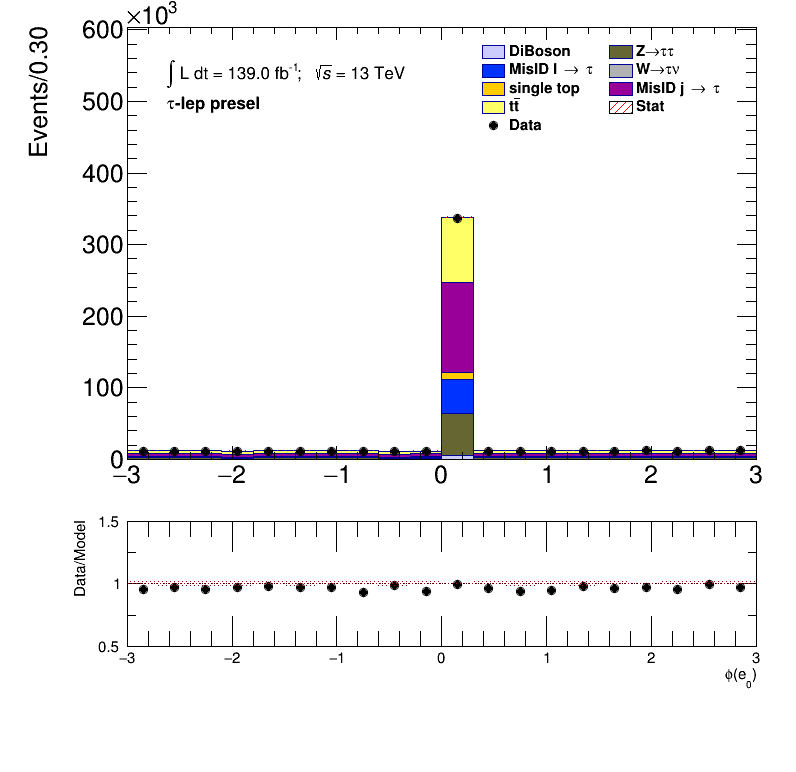 ×10³
Events/0.30
600
500
400
300
200
100
0
∫ L dt = 139.0 fb⁻¹; √s = 13 TeV
τ-lep presel
DiBoson
MisID l → τ
single top
tt̄
Data
Z→ττ
W→τν
MisID j → τ
Stat
−3 −2 −1 0 1 2 3
Data/Model
1.5
1
0.5
−3 −2 −1 0 1 2 3
ϕ(e₀)